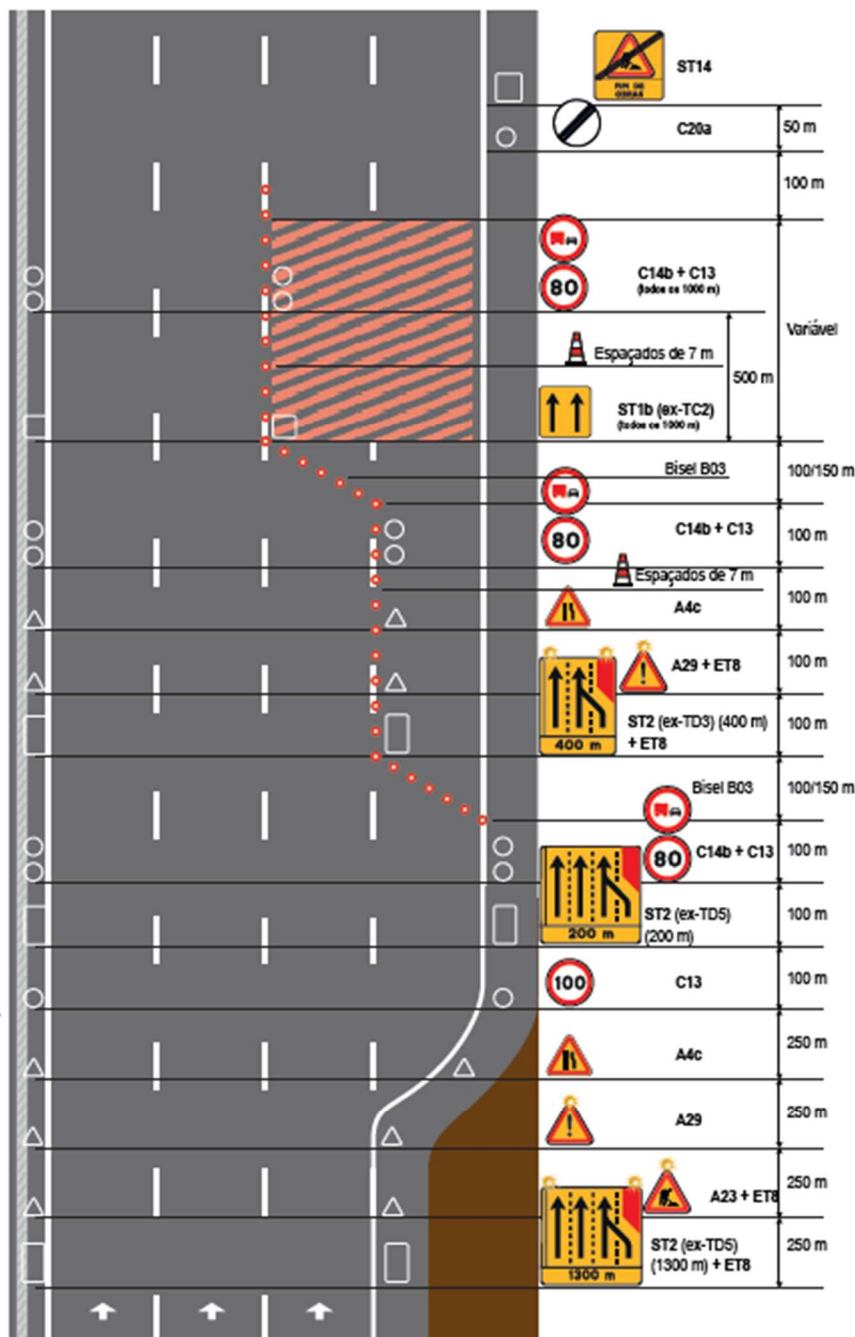 FIM DE
OBRAS
ST14
C20a
50 m
100 m
80
C14b + C13
(todos os 1000 m)
Variável
Espaçados de 7 m
500 m
ST1b (ex-TC2)
(todos os 1000 m)
Bisel B03
100/150 m
80
C14b + C13
100 m
Espaçados de 7 m
A4c
100 m
A29 + ET8
100 m
400 m
ST2 (ex-TD3) (400 m)
+ ET8
100 m
Bisel B03
100/150 m
80
C14b + C13
100 m
200 m
ST2 (ex-TD5)
(200 m)
100 m
100
C13
100 m
A4c
250 m
A29
250 m
A23 + ET8
250 m
1300 m
ST2 (ex-TD5)
(1300 m) + ET8
250 m